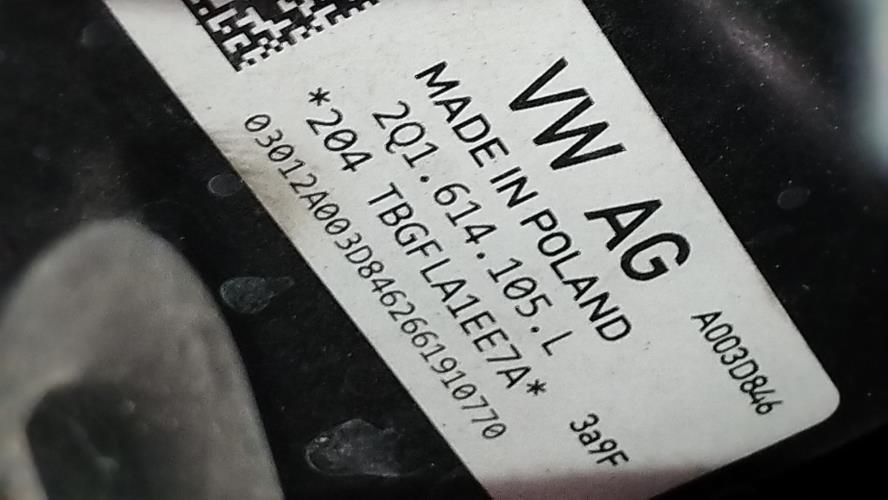 VW AG
MADE IN POLAND
2Q1.614.105.L
*204 TBGFLA1EE7A*
03012A003D8462661910770
A003D846
3a9F